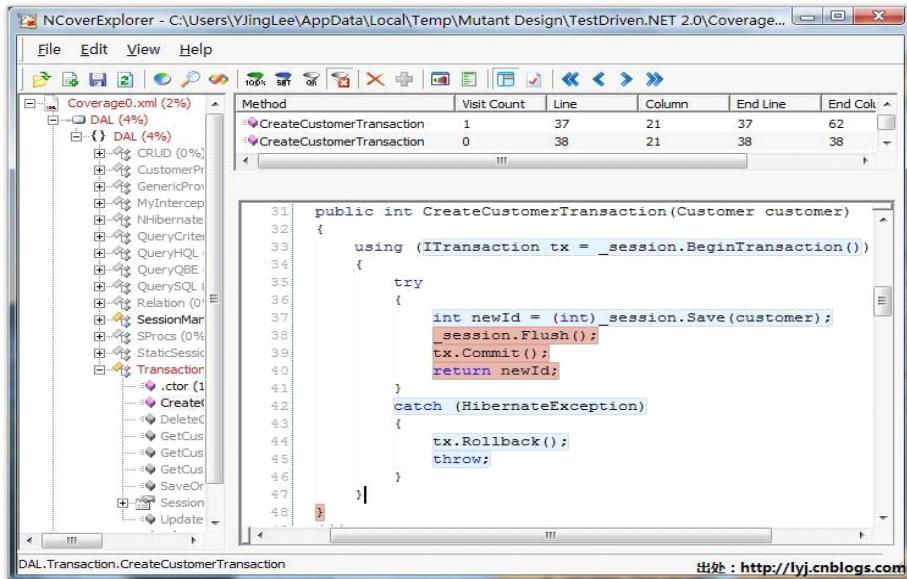 NCoverExplorer - C:\Users\YJingLee\AppData\Local\Temp\Mutant Design\TestDriven.NET 2.0\Coverage...
File Edit View Help
Coverage0.xml (2%)
DAL (4%)
{} DAL (4%)
CRUD (0%)
CustomerPr
GenericProv
MyIntercep
NHibernate
QueryCriter
QueryHQL
QueryQBE
QuerySQL
Relation (0
SessionMan
SProcs (0%
StaticSessio
Transaction
.ctor (1
Create
DeleteC
GetCus
GetCus
GetCus
SaveOr
Session
Update
Method Visit Count Line Column End Line End Colu
CreateCustomerTransaction 1 37 21 37 62
CreateCustomerTransaction 0 38 21 38 38
31 public int CreateCustomerTransaction(Customer customer)
32 {
33 using (ITransaction tx = _session.BeginTransaction())
34 {
35 try
36 {
37 int newId = (int)_session.Save(customer);
38 _session.Flush();
39 tx.Commit();
40 return newId;
41 }
42 catch (HibernateException)
43 {
44 tx.Rollback();
45 throw;
46 }
47 }
48 }
DAL.Transaction.CreateCustomerTransaction
出处：http://lyj.cnblogs.com